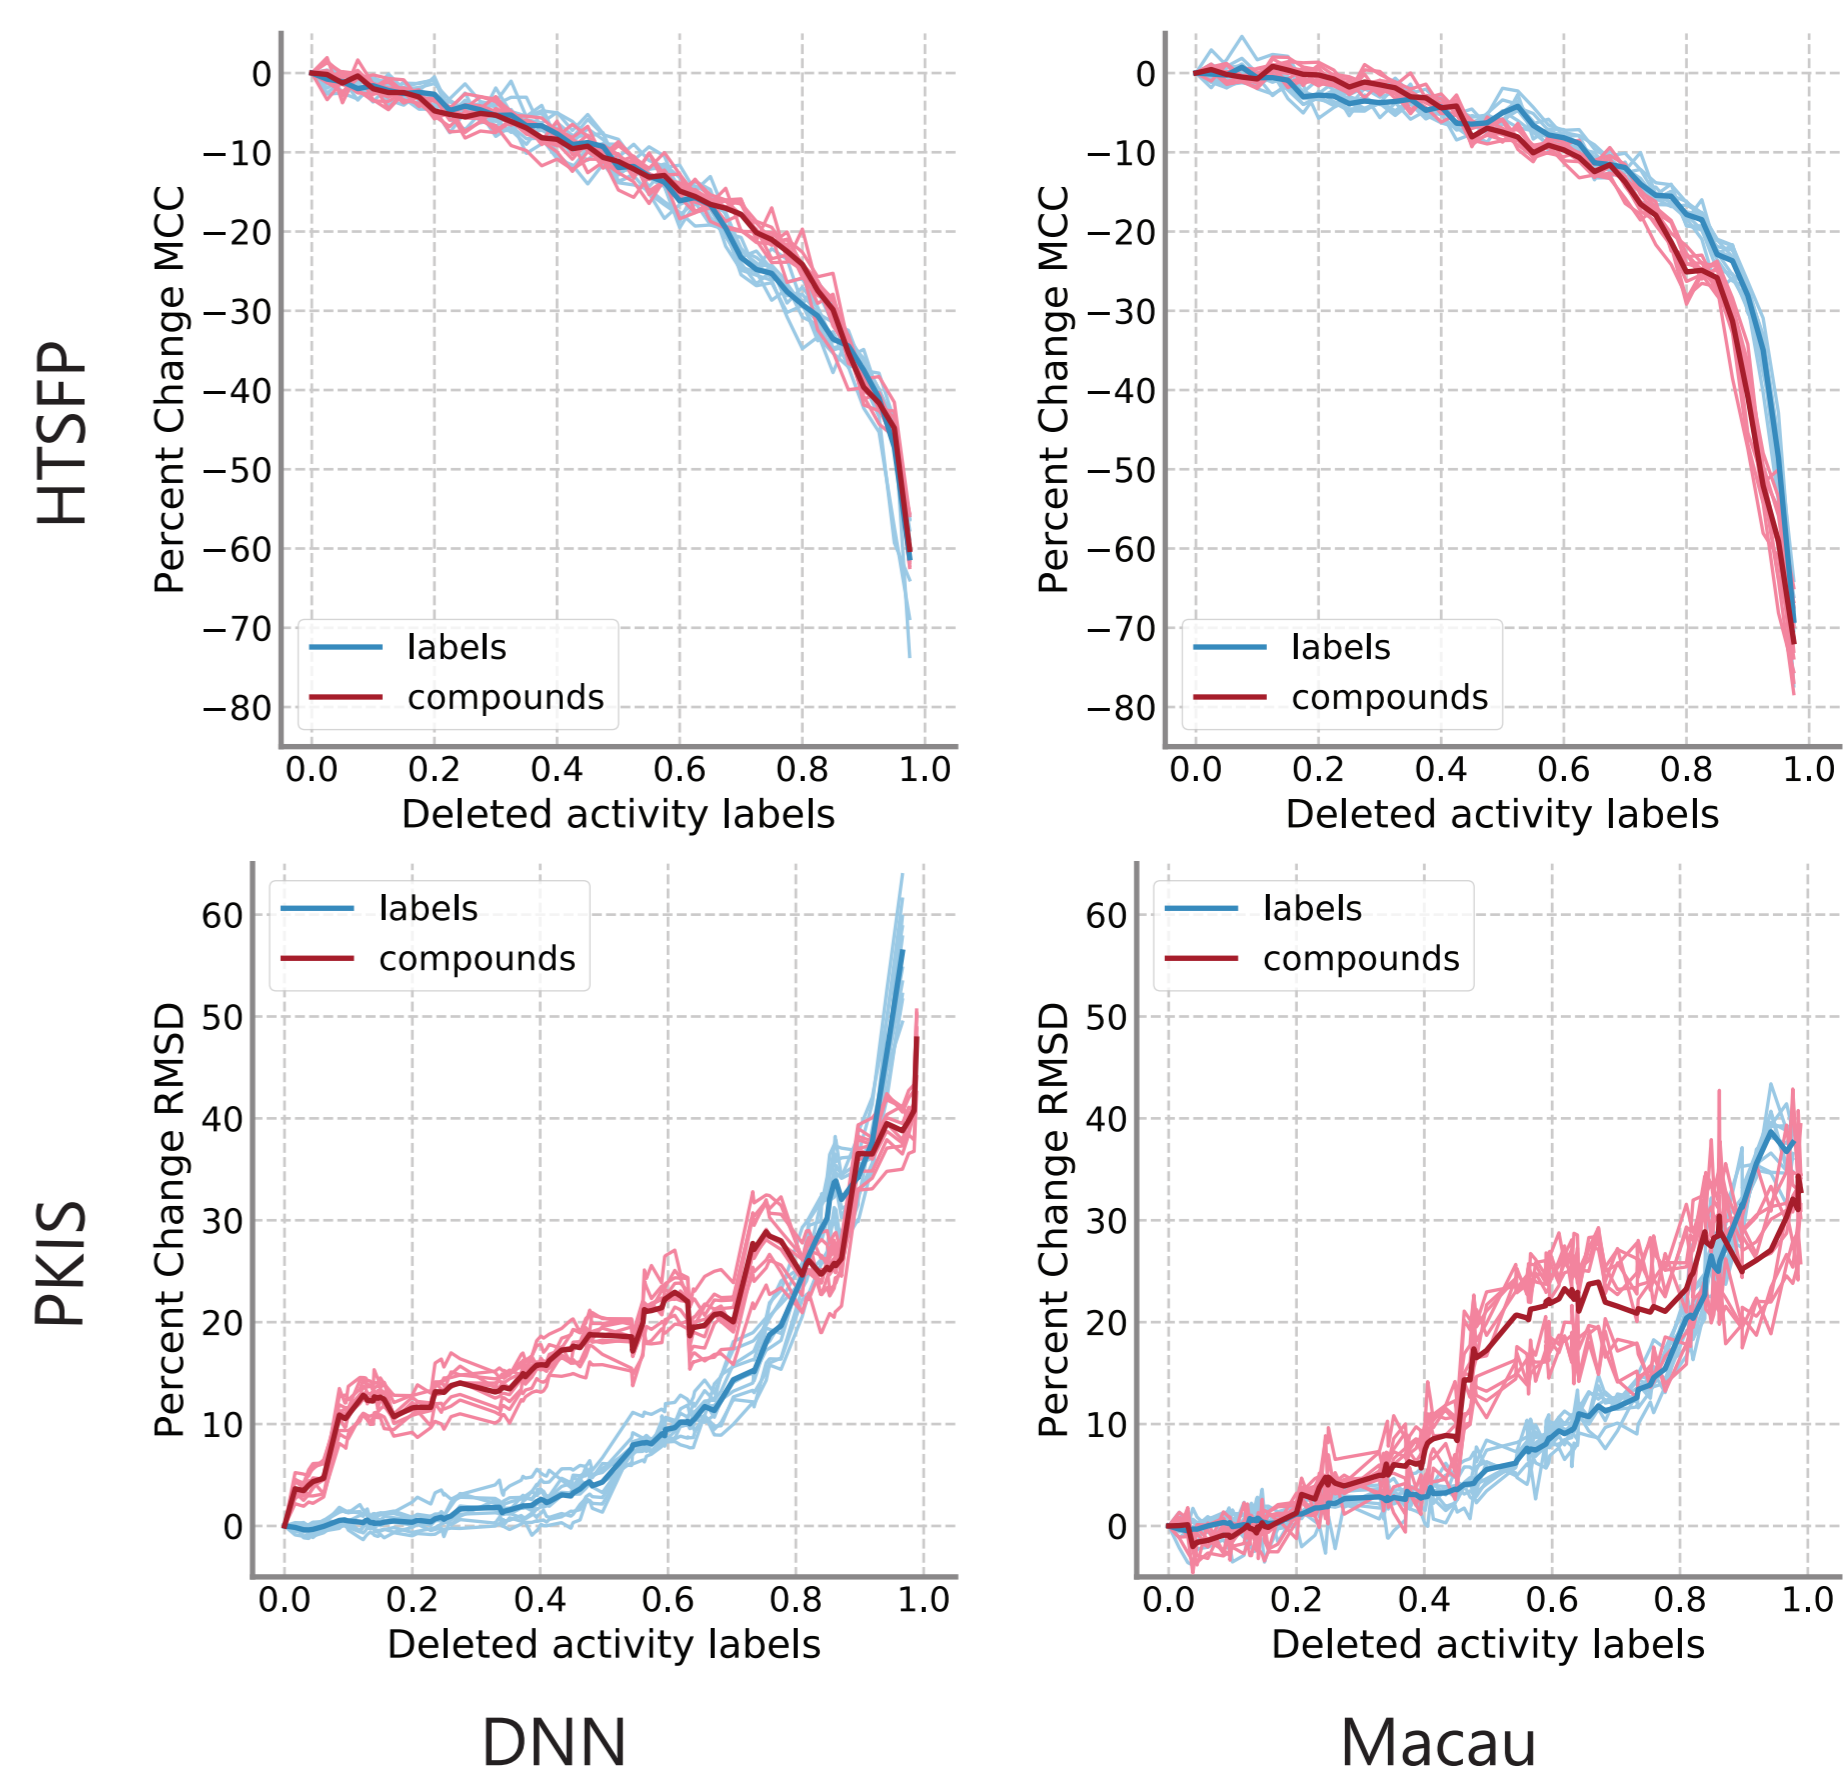 HTSFP
Percent Change MCC
0
−10
−20
−30
−40
−50
−60
−70
−80
labels
compounds
0.0 0.2 0.4 0.6 0.8 1.0
Deleted activity labels
Percent Change MCC
0
−10
−20
−30
−40
−50
−60
−70
−80
labels
compounds
0.0 0.2 0.4 0.6 0.8 1.0
Deleted activity labels
PKIS
Percent Change RMSD
60
50
40
30
20
10
0
labels
compounds
0.0 0.2 0.4 0.6 0.8 1.0
Deleted activity labels
Percent Change RMSD
60
50
40
30
20
10
0
labels
compounds
0.0 0.2 0.4 0.6 0.8 1.0
Deleted activity labels
DNN
Macau